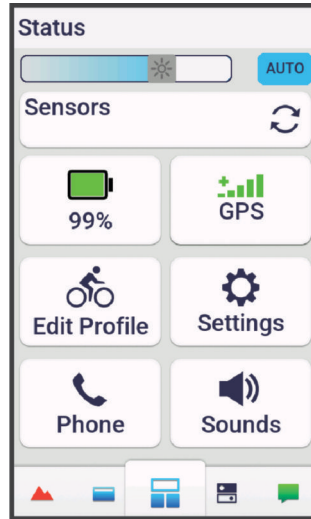 Status
AUTO
Sensors
99%
GPS
Edit Profile
Settings
Phone
Sounds